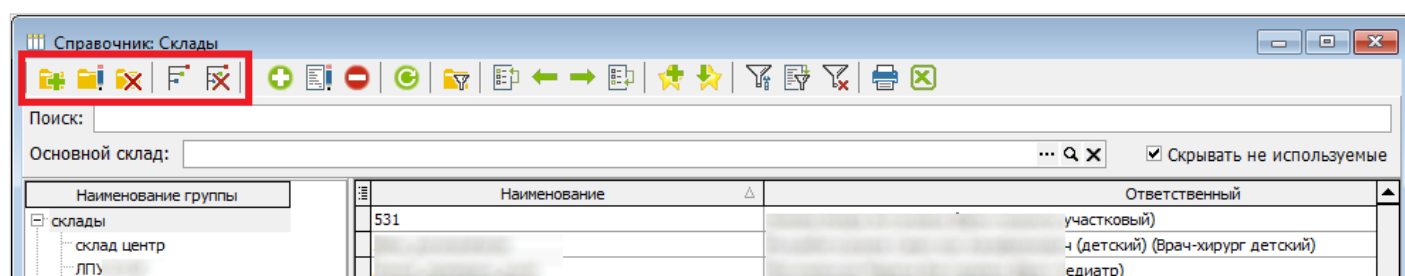 Справочник: Склады
Поиск:
Основной склад:
Скрывать не используемые
Наименование группы
Наименование
Ответственный
склады
531
участковый)
склад центр
(детский) (Врач-хирург детский)
ЛПУ